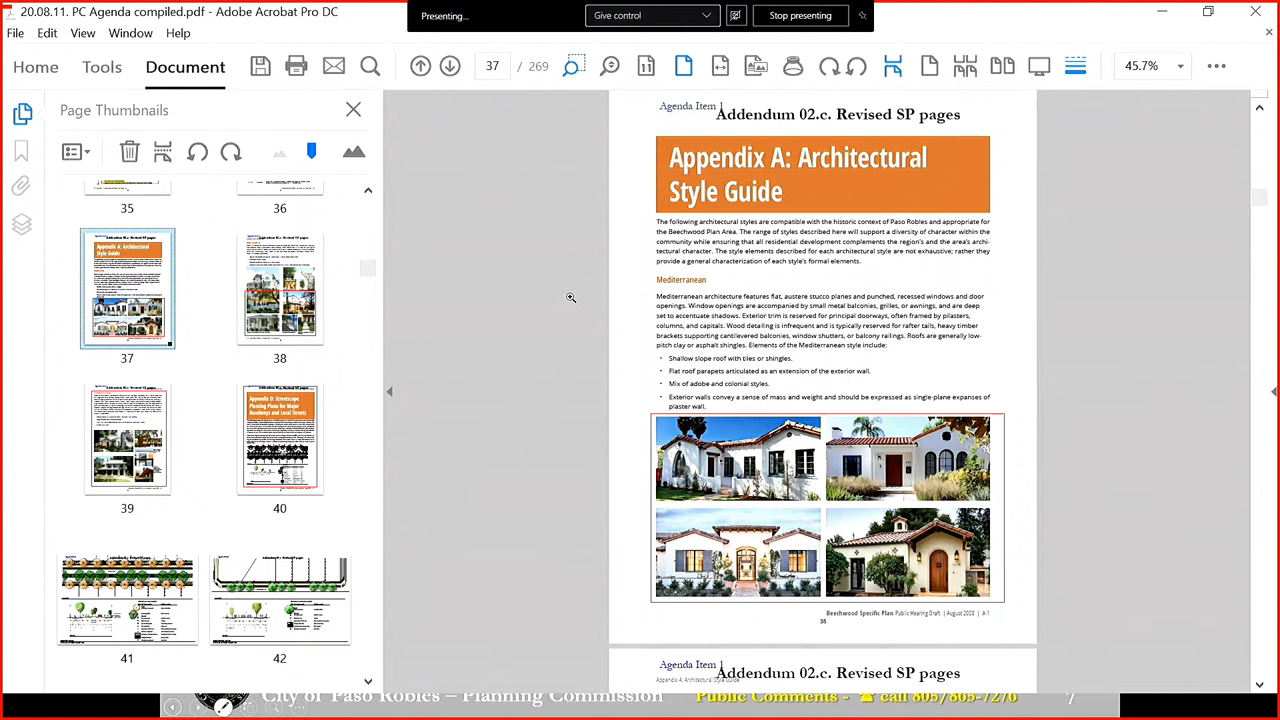 20.08.11. PC Agenda compiled.pdf - Adobe Acrobat Pro DC
Presenting...
Give control
Stop presenting
File Edit View Window Help
Home Tools Document
37 / 269
45.7%
Page Thumbnails
35
36
37
38
39
40
41
42
Agenda Item 1
Addendum 02.c. Revised SP pages
Appendix A: Architectural
Style Guide
The following architectural styles are compatible with the historic context of Paso Robles and appropriate for
the Beechwood Plan Area. The range of styles described here will support a diversity of character within the
community while ensuring that all residential development complements the region's and the area's archi-
tectural character. The style elements described for each architectural style are not exhaustive; rather they
provide a general characterization of each style's formal elements.
Mediterranean
Mediterranean architecture features flat, austere stucco planes and punched, recessed windows and door
openings. Window openings are accompanied by small metal balconies, grilles, or awnings, and are deep
set to accentuate shadows. Exterior trim is reserved for principal doorways, often framed by pilasters,
columns, and capitals. Wood detailing is infrequent and is typically reserved for rafter tails, heavy timber
brackets supporting cantilevered balconies, window shutters, or balcony railings. Roofs are generally low-
pitch clay or asphalt shingles. Elements of the Mediterranean style include:
• Shallow slope roof with tiles or shingles.
• Flat roof parapets articulated as an extension of the exterior wall.
• Mix of adobe and colonial styles.
• Exterior walls convey a sense of mass and weight and should be expressed as single-plane expanses of
plaster wall.
Beechwood Specific Plan Public Hearing Draft | August 2020 | A-1
35
Agenda Item 1
Addendum 02.c. Revised SP pages
Appendix A: Architectural Style Guide
City of Paso Robles – Planning Commission
Public Comments - ☎ call 805/865-7276
7